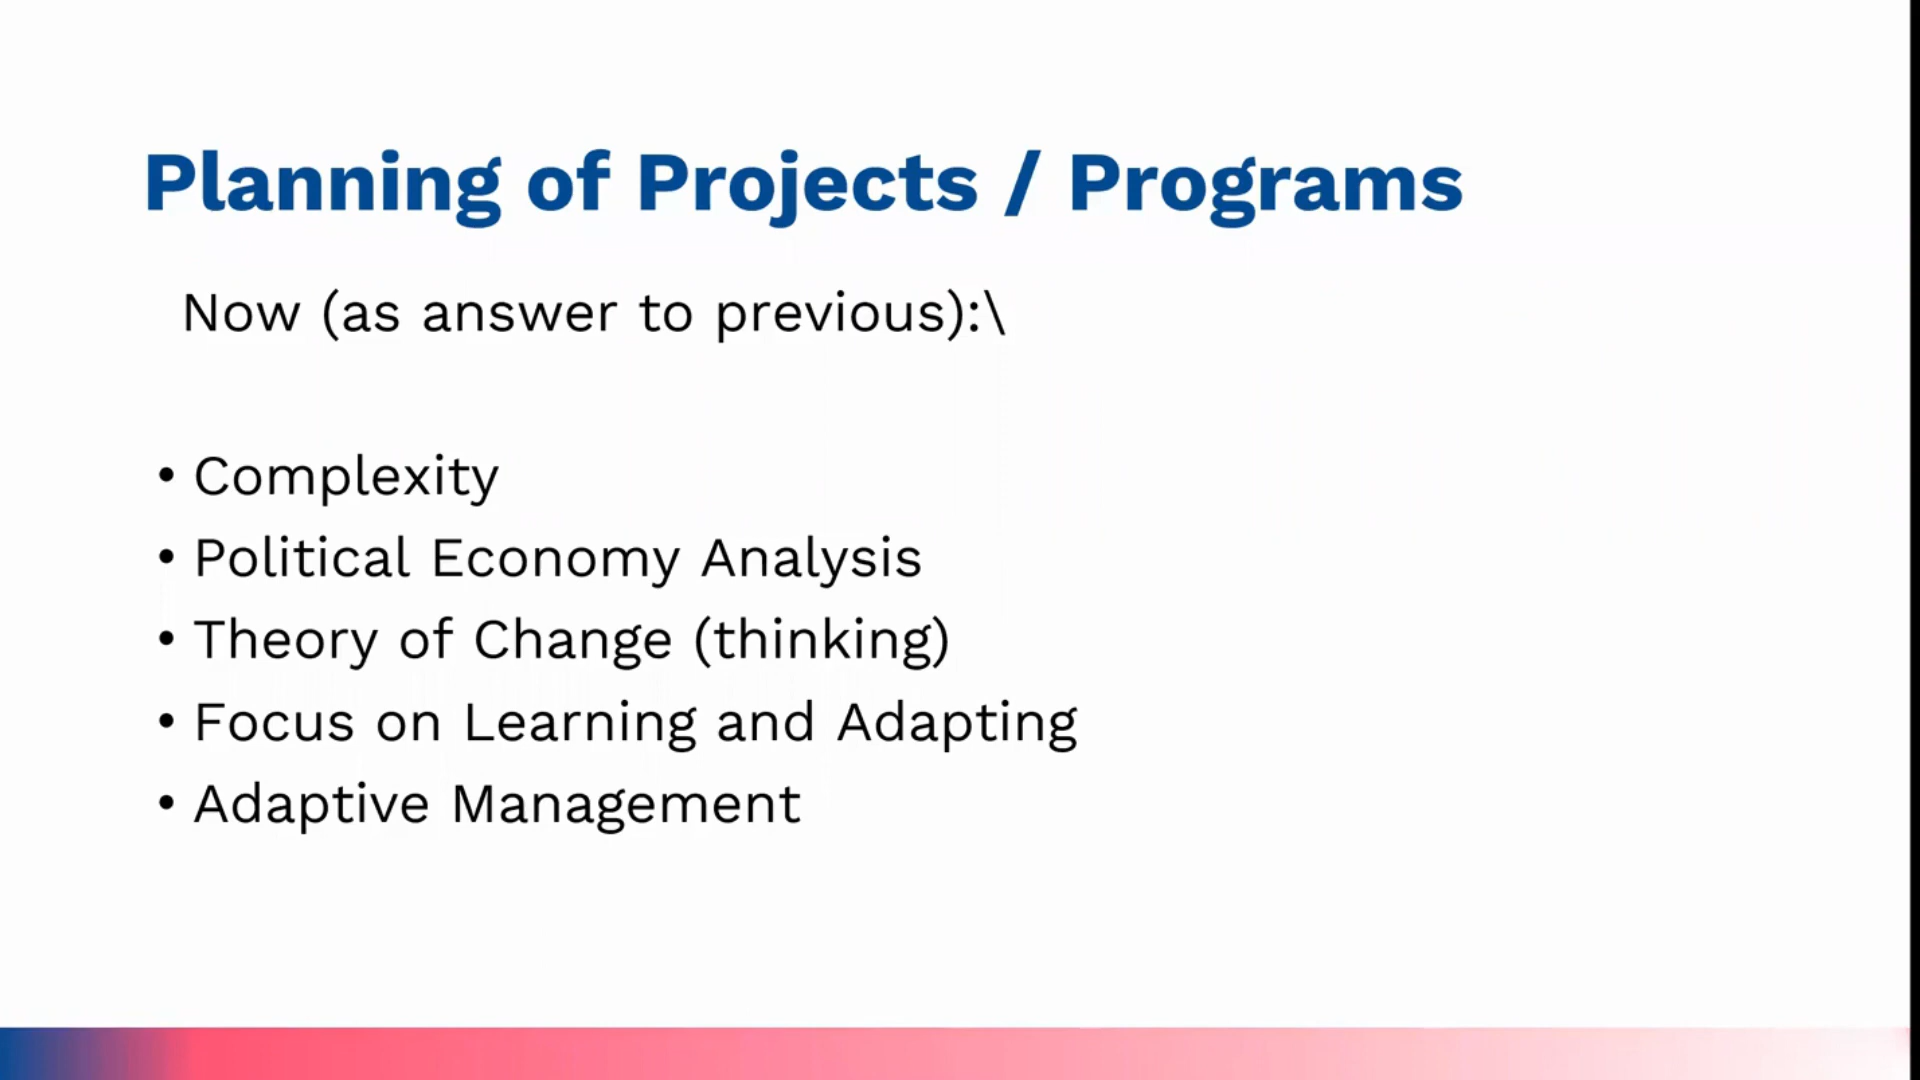 Planning of Projects / Programs
Now (as answer to previous):\
• Complexity
• Political Economy Analysis
• Theory of Change (thinking)
• Focus on Learning and Adapting
• Adaptive Management